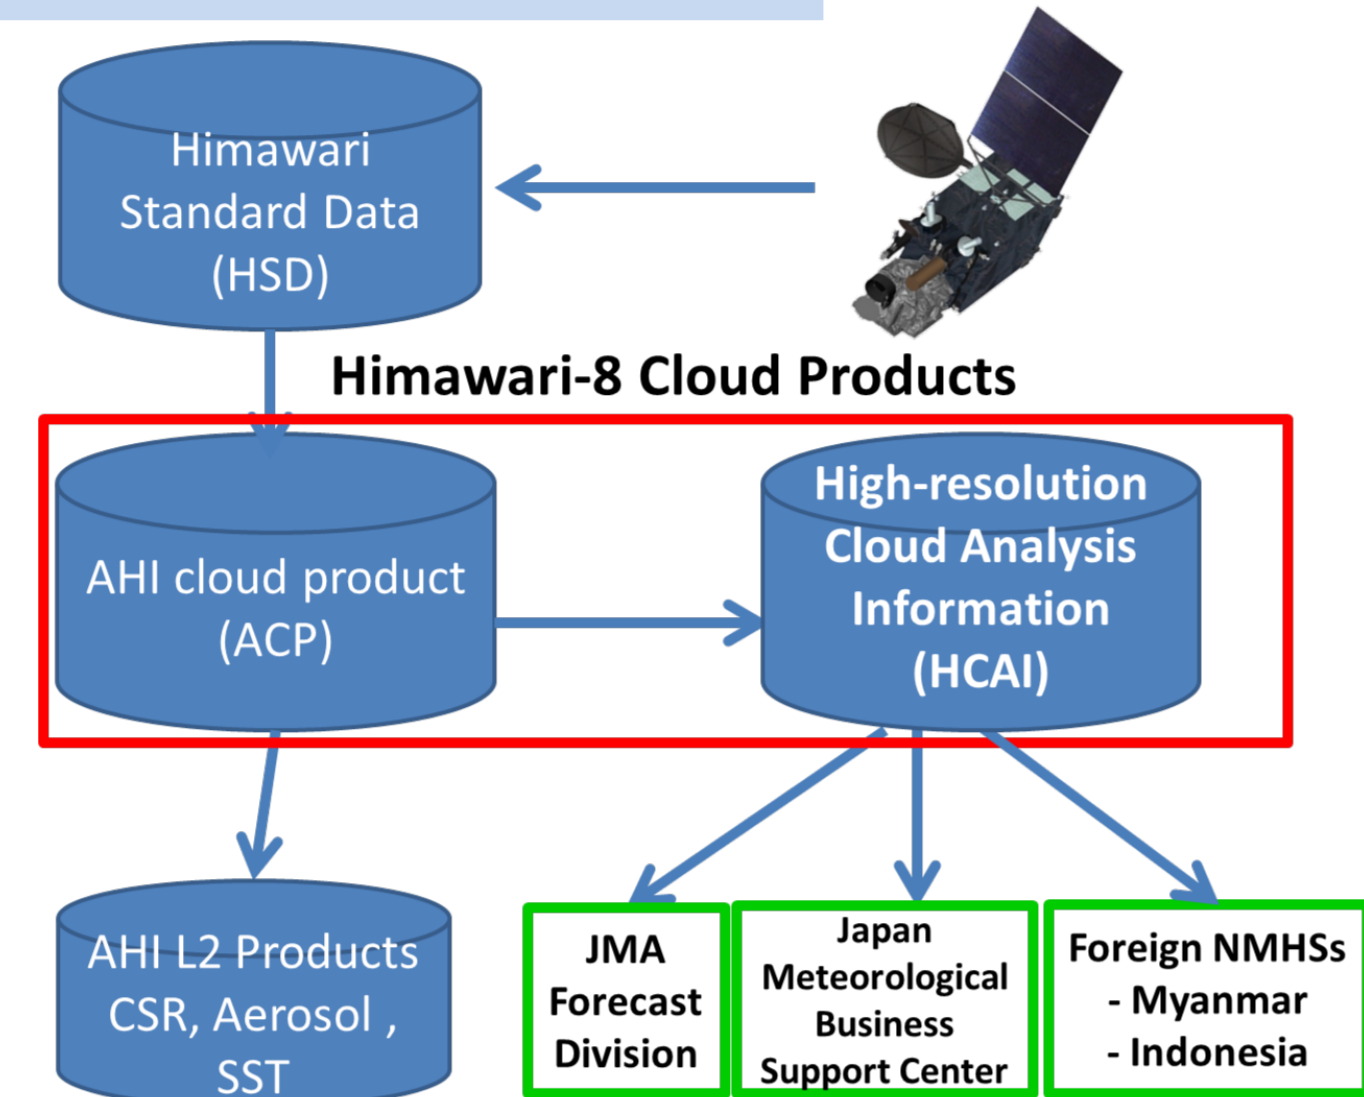 Himawari
Standard Data
(HSD)
Himawari-8 Cloud Products
AHI cloud product
(ACP)
High-resolution
Cloud Analysis
Information
(HCAI)
AHI L2 Products
CSR, Aerosol ,
SST
JMA
Forecast
Division
Japan
Meteorological
Business
Support Center
Foreign NMHSs
- Myanmar
- Indonesia